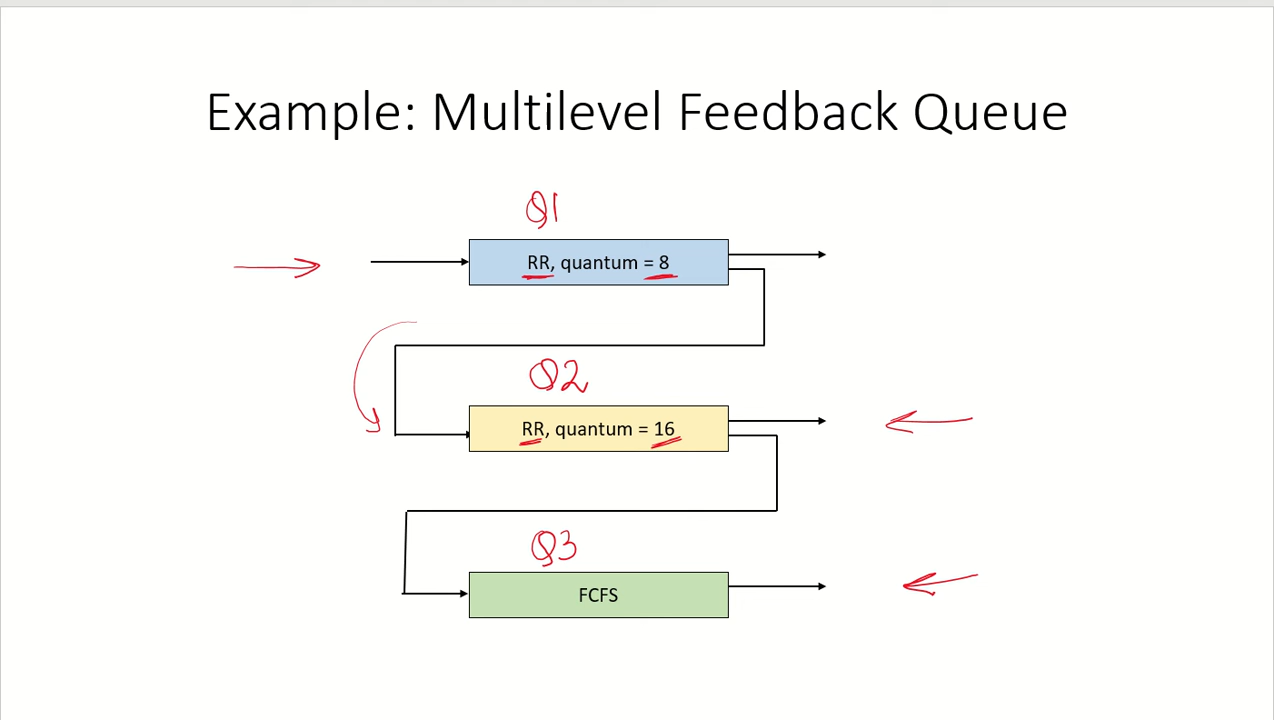 Example: Multilevel Feedback Queue
Q1
RR, quantum = 8
Q2
RR, quantum = 16
Q3
FCFS